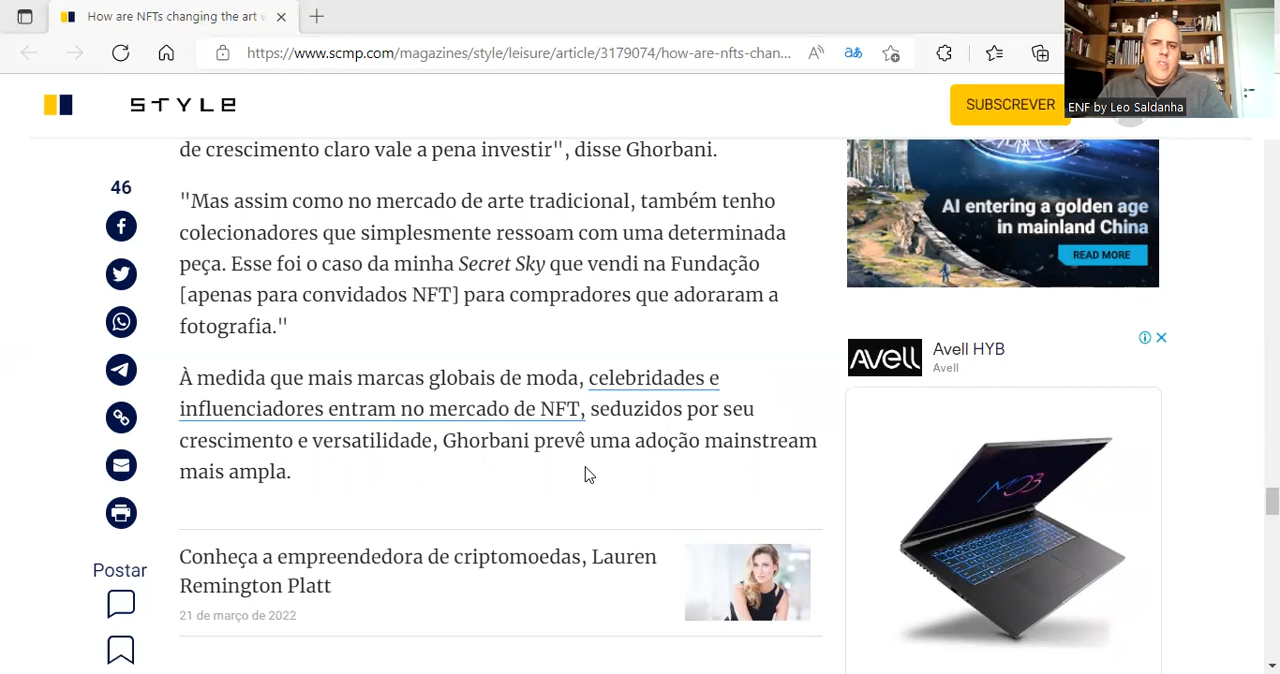 How are NFTs changing the art
https://www.scmp.com/magazines/style/leisure/article/3179074/how-are-nfts-chan...
ENF by Leo Saldanha
STYLE
SUBSCREVER
de crescimento claro vale a pena investir", disse Ghorbani.
46
"Mas assim como no mercado de arte tradicional, também tenho
colecionadores que simplesmente ressoam com uma determinada
peça. Esse foi o caso da minha Secret Sky que vendi na Fundação
[apenas para convidados NFT] para compradores que adoraram a
fotografia."
À medida que mais marcas globais de moda, celebridades e
influenciadores entram no mercado de NFT, seduzidos por seu
crescimento e versatilidade, Ghorbani prevê uma adoção mainstream
mais ampla.
Postar
Conheça a empreendedora de criptomoedas, Lauren
Remington Platt
21 de março de 2022
AI entering a golden age
in mainland China
READ MORE
AVELL
Avell HYB
Avell